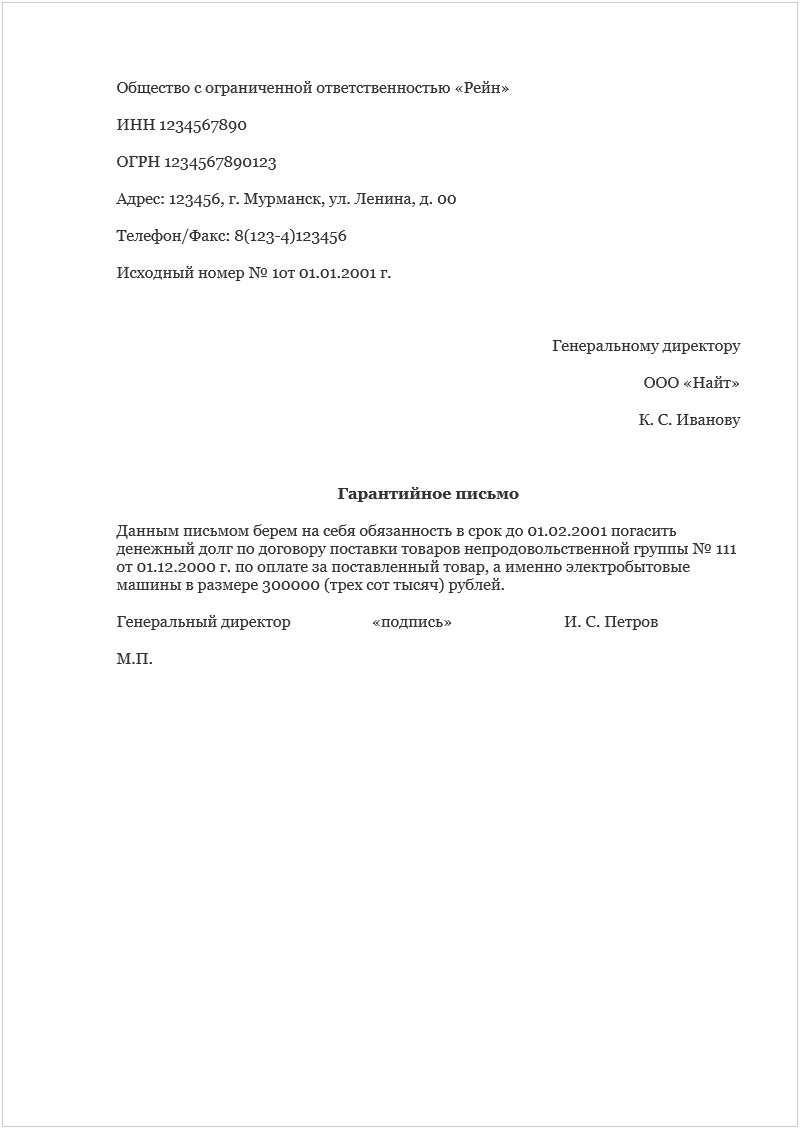 Общество с ограниченной ответственностью «Рейн»
ИНН 1234567890
ОГРН 1234567890123
Адрес: 123456, г. Мурманск, ул. Ленина, д. 00
Телефон/Факс: 8(123-4)123456
Исходный номер № 1от 01.01.2001 г.
Генеральному директору
ООО «Найт»
К. С. Иванову
Гарантийное письмо
Данным письмом берем на себя обязанность в срок до 01.02.2001 погасить
денежный долг по договору поставки товаров непродовольственной группы № 111
от 01.12.2000 г. по оплате за поставленный товар, а именно электробытовые
машины в размере 300000 (трех сот тысяч) рублей.
Генеральный директор «подпись» И. С. Петров
М.П.